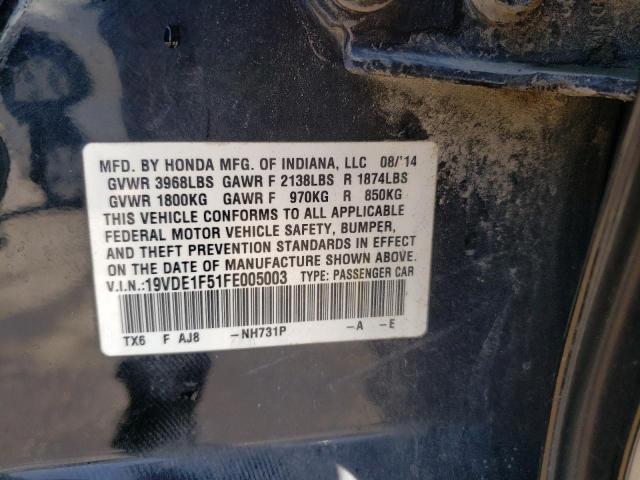 MFD. BY HONDA MFG. OF INDIANA, LLC 08/'14
GVWR 3968LBS GAWR F 2138LBS R 1874LBS
GVWR 1800KG GAWR F 970KG R 850KG
THIS VEHICLE CONFORMS TO ALL APPLICABLE
FEDERAL MOTOR VEHICLE SAFETY, BUMPER,
AND THEFT PREVENTION STANDARDS IN EFFECT
ON THE DATE OF MANUFACTURE SHOWN ABOVE.
V.I.N.:19VDE1F51FE005003 TYPE: PASSENGER CAR
TX6 F AJ8 -NH731P -A -E